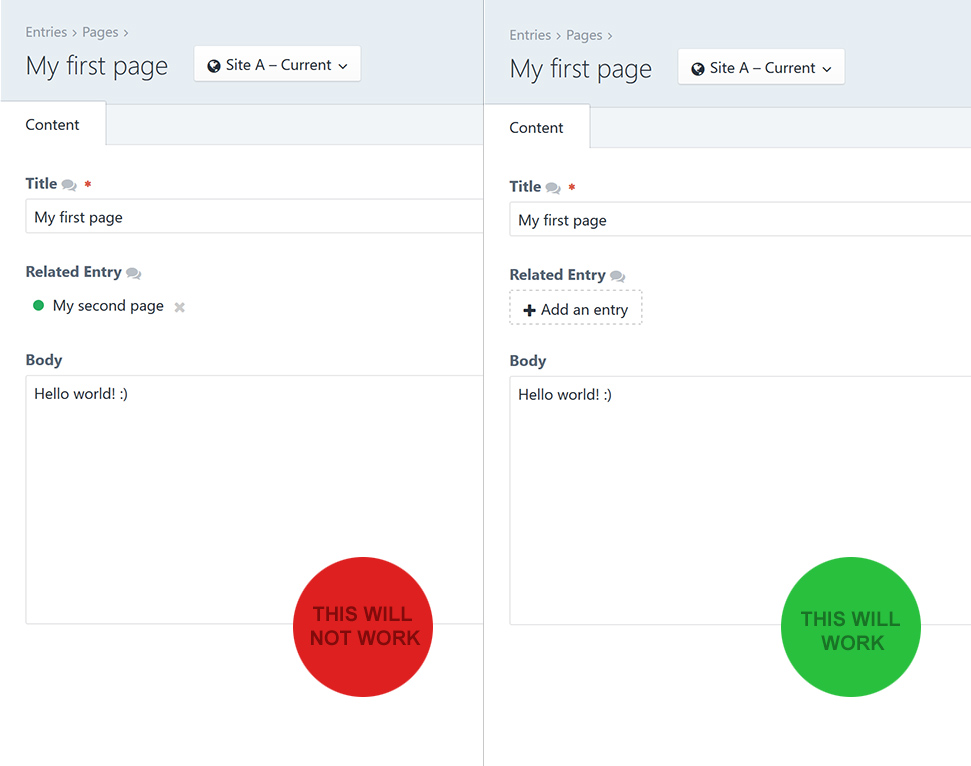 Entries › Pages ›
My first page
Site A – Current
Content
Title *
My first page
Related Entry
My second page ×
Body
Hello world! :)
THIS WILL
NOT WORK
Entries › Pages ›
My first page
Site A – Current
Content
Title *
My first page
Related Entry
+ Add an entry
Body
Hello world! :)
THIS WILL
WORK